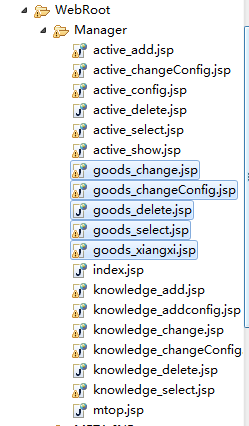 WebRoot
Manager
active_add.jsp
active_changeConfig.jsp
active_config.jsp
active_delete.jsp
active_select.jsp
active_show.jsp
goods_change.jsp
goods_changeConfig.jsp
goods_delete.jsp
goods_select.jsp
goods_xiangxi.jsp
index.jsp
knowledge_add.jsp
knowledge_addconfig.jsp
knowledge_change.jsp
knowledge_changeConfig
knowledge_delete.jsp
knowledge_select.jsp
mtop.jsp